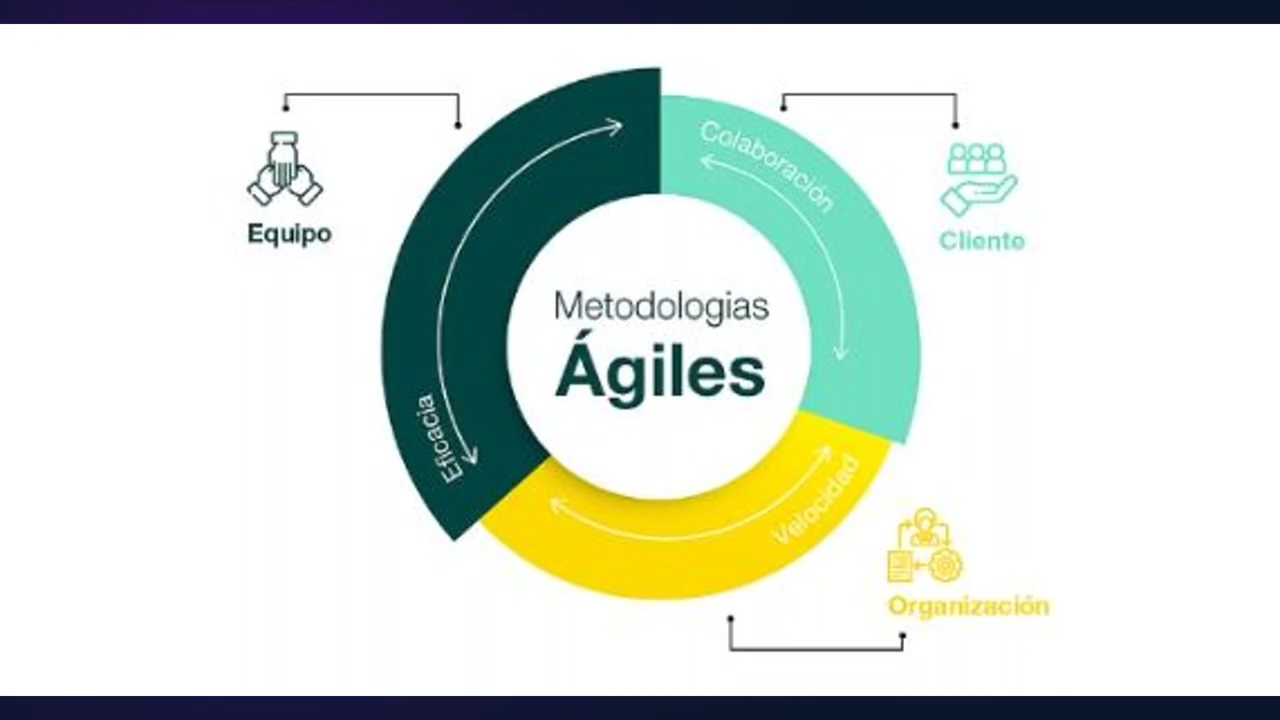 Equipo
Colaboración
Cliente
Metodologias
Ágiles
Eficacia
Velocidad
Organización